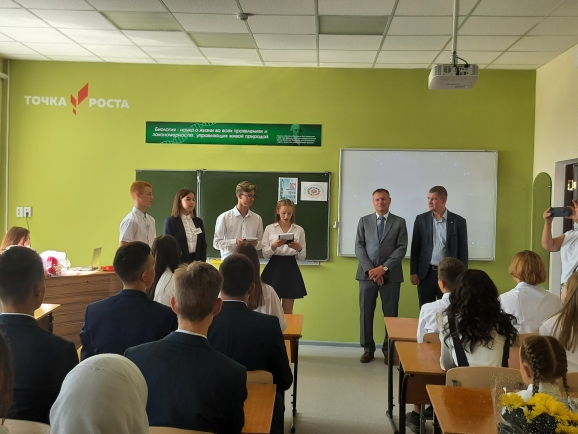 ТОЧКА РОСТА
Биология - наука о жизни во всех проявлениях и
закономерностях, управляющих живой природой